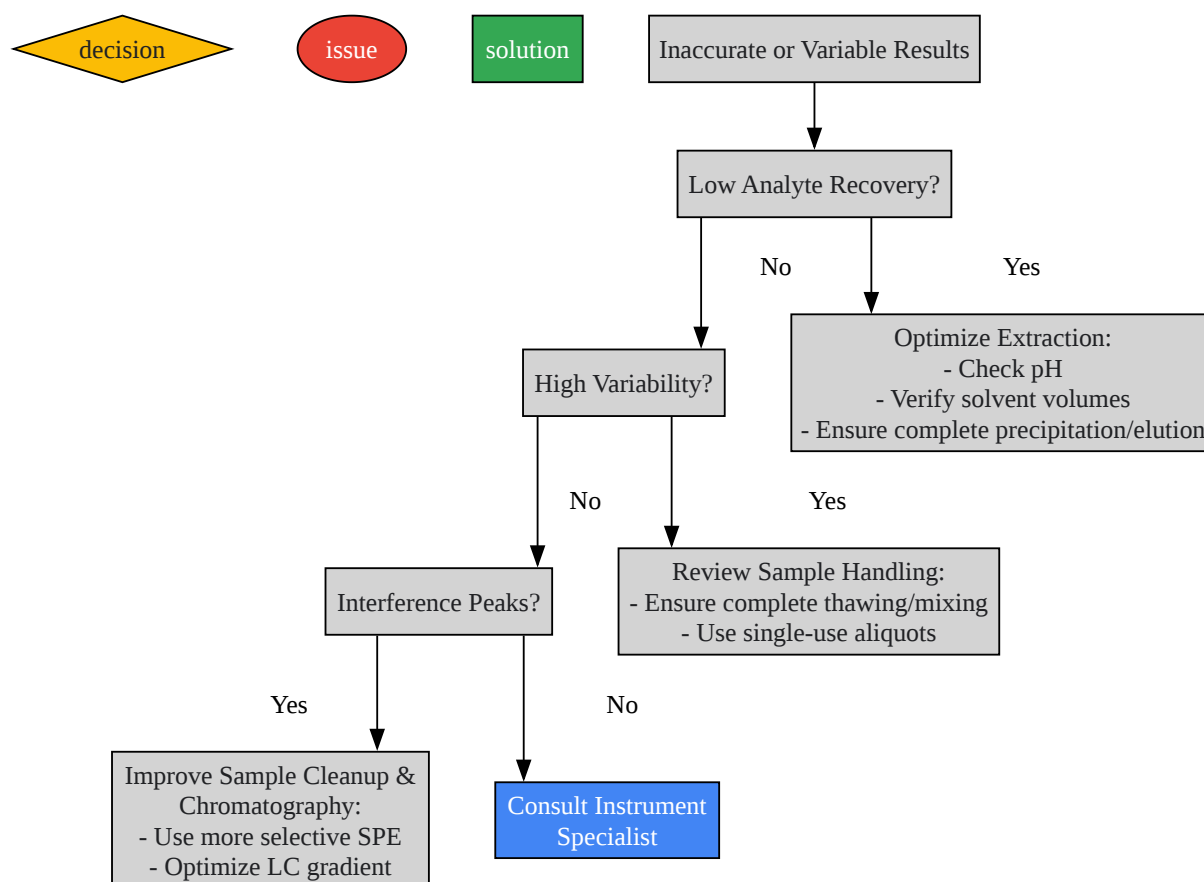 decision
issue
solution
Inaccurate or Variable Results
Low Analyte Recovery?
No
Yes
Optimize Extraction:
- Check pH
- Verify solvent volumes
- Ensure complete precipitation/elution
High Variability?
No
Yes
Review Sample Handling:
- Ensure complete thawing/mixing
- Use single-use aliquots
Interference Peaks?
Yes
No
Improve Sample Cleanup &
Chromatography:
- Use more selective SPE
- Optimize LC gradient
Consult Instrument
Specialist